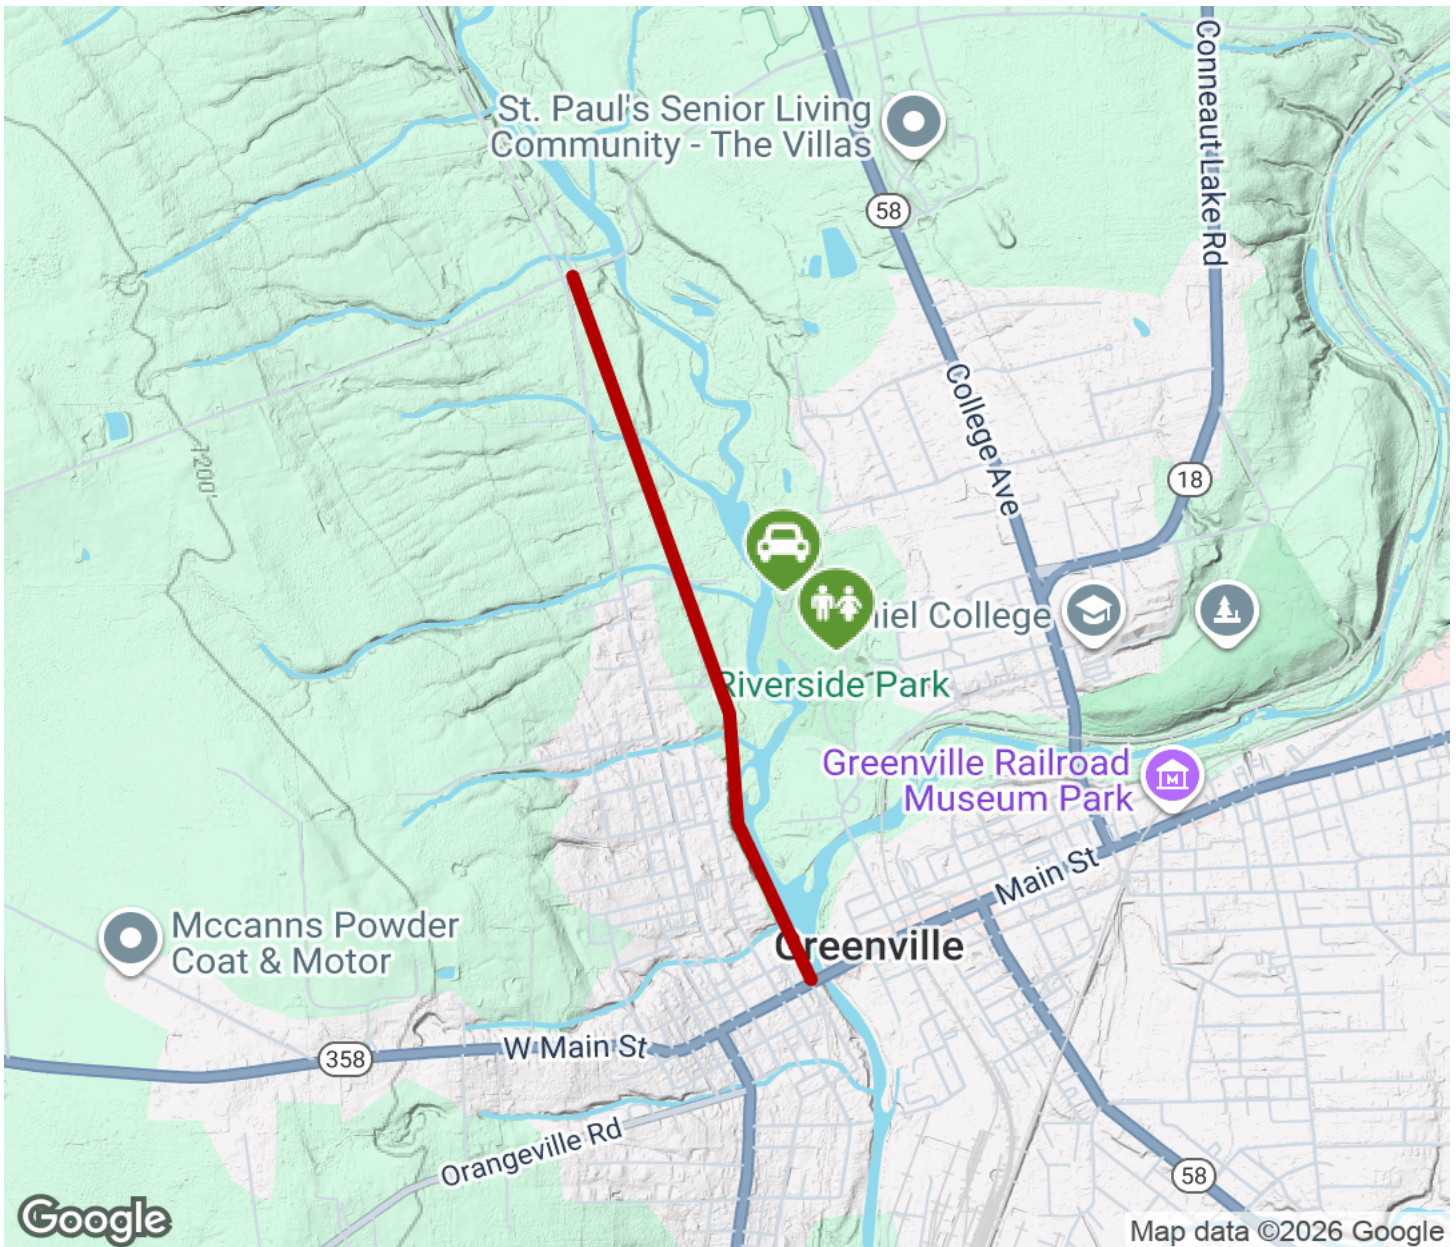 St. Paul's Senior Living
Community - The Villas
58
Conneaut Lake Rd
College Ave
18
1200'
niel College
Riverside Park
Greenville Railroad
Museum Park
Main St
Greenville
Mccanns Powder
Coat & Motor
358
W Main St
Orangeville Rd
58
Google
Map data ©2026 Google